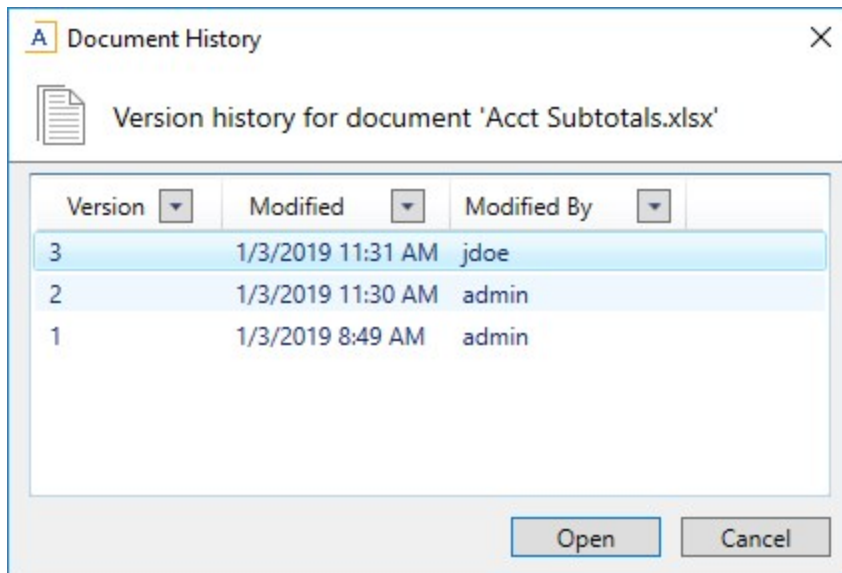 A Document History
Version history for document 'Acct Subtotals.xlsx'
Version Modified Modified By
3 1/3/2019 11:31 AM jdoe
2 1/3/2019 11:30 AM admin
1 1/3/2019 8:49 AM admin
Open Cancel